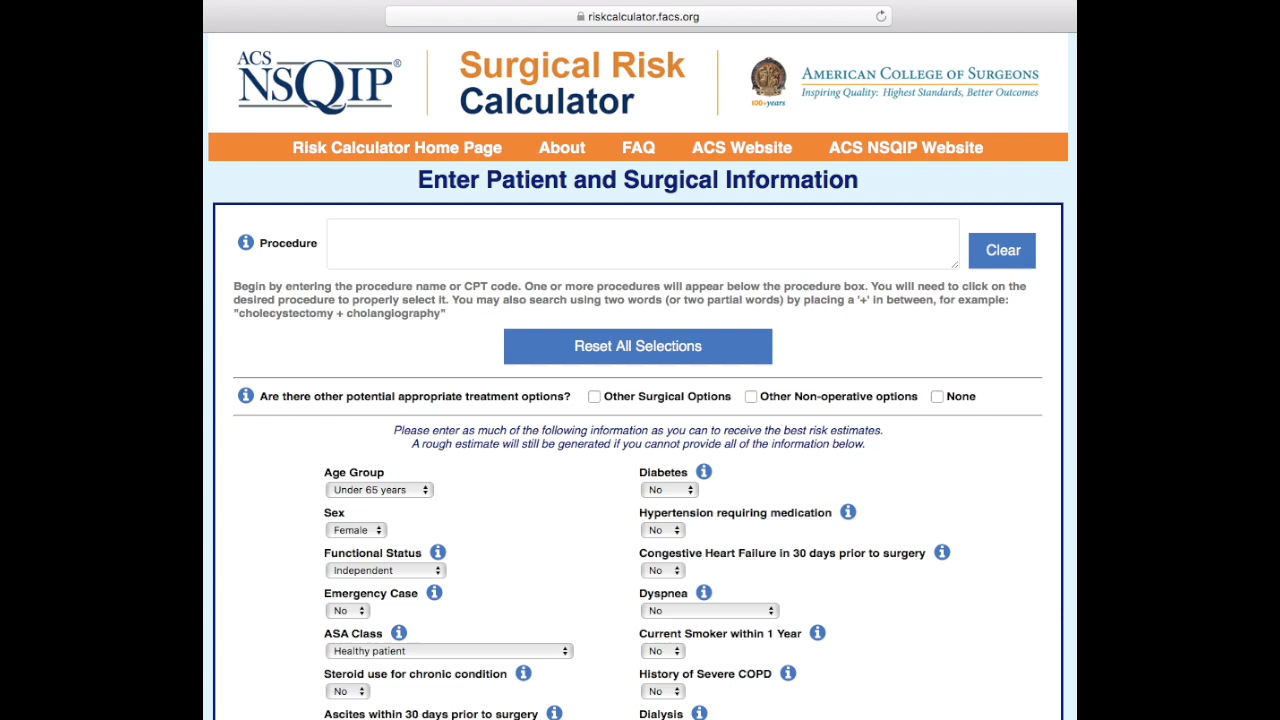 riskcalculator.facs.org
ACS
NSQIP®
Surgical Risk
Calculator
100+years
AMERICAN COLLEGE OF SURGEONS
Inspiring Quality: Highest Standards, Better Outcomes
Risk Calculator Home Page About FAQ ACS Website ACS NSQIP Website
Enter Patient and Surgical Information
Procedure
Clear
Begin by entering the procedure name or CPT code. One or more procedures will appear below the procedure box. You will need to click on the
desired procedure to properly select it. You may also search using two words (or two partial words) by placing a '+' in between, for example:
"cholecystectomy + cholangiography"
Reset All Selections
Are there other potential appropriate treatment options? Other Surgical Options Other Non-operative options None
Please enter as much of the following information as you can to receive the best risk estimates.
A rough estimate will still be generated if you cannot provide all of the information below.
Age Group
Under 65 years
Sex
Female
Functional Status
Independent
Emergency Case
No
ASA Class
Healthy patient
Steroid use for chronic condition
No
Ascites within 30 days prior to surgery
Diabetes
No
Hypertension requiring medication
No
Congestive Heart Failure in 30 days prior to surgery
No
Dyspnea
No
Current Smoker within 1 Year
No
History of Severe COPD
No
Dialysis